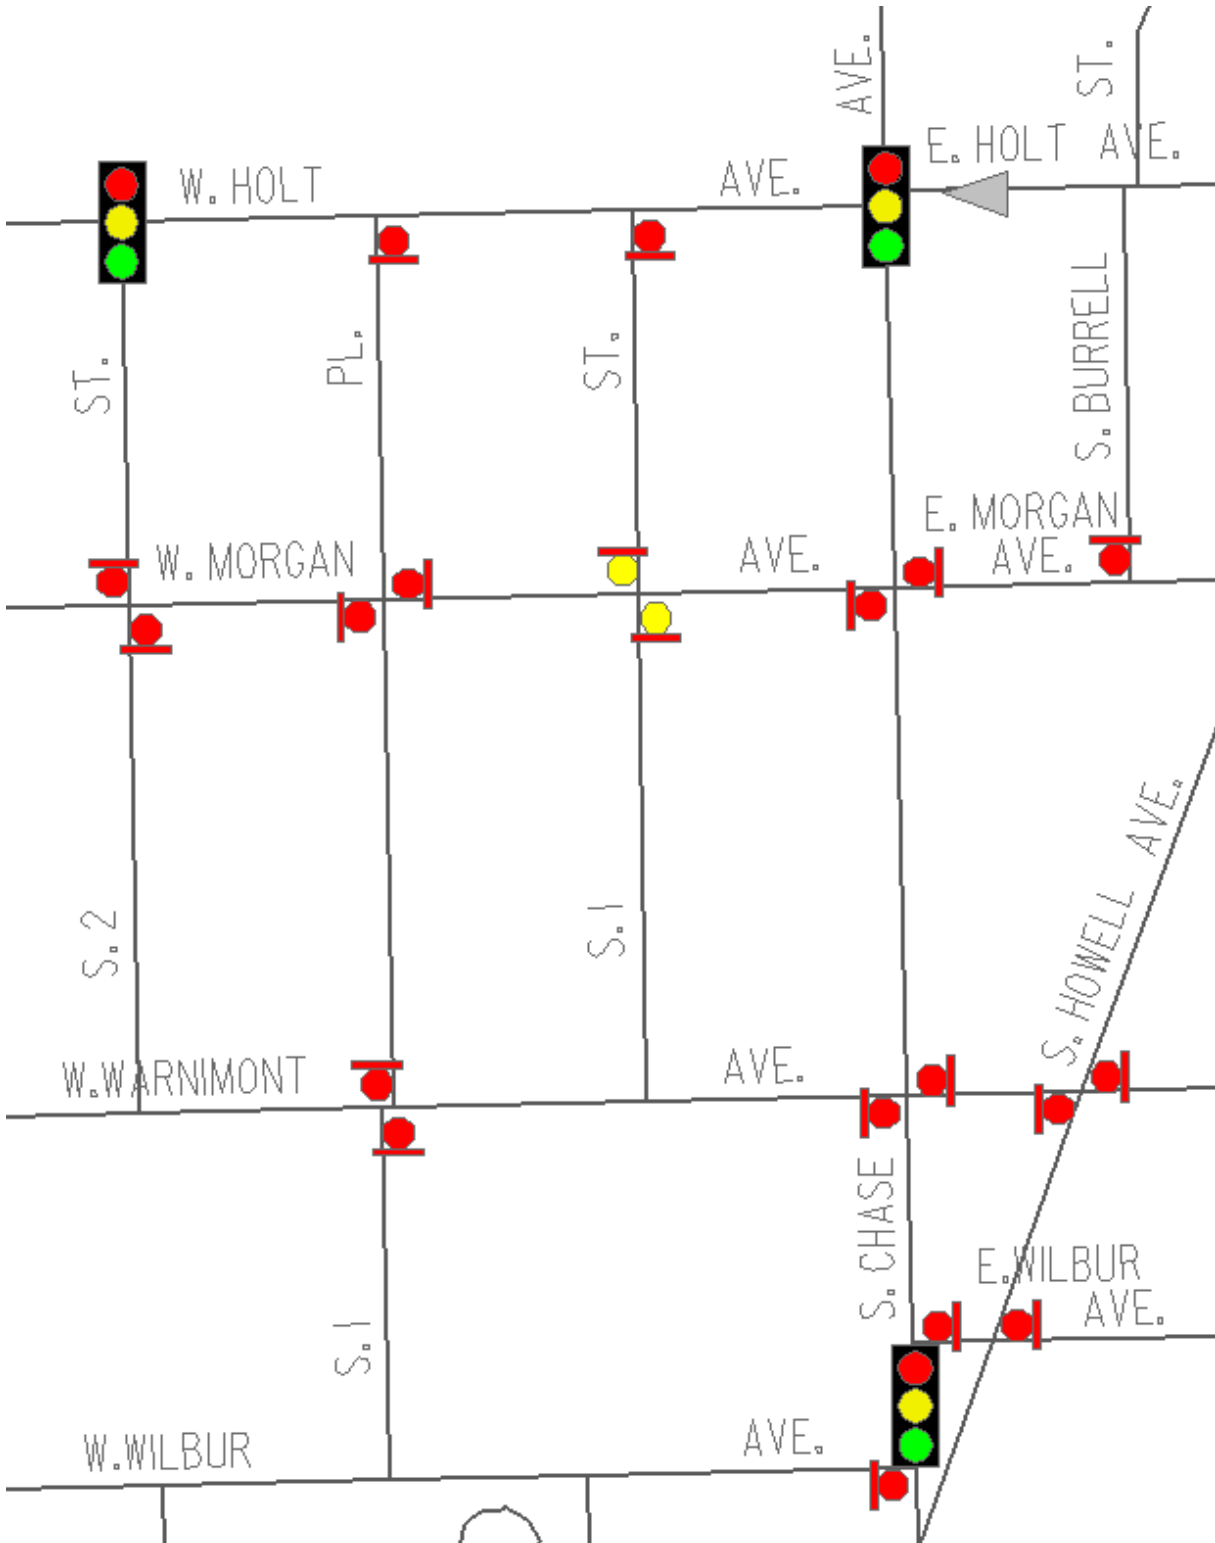 AVE.
ST.
E. HOLT AVE.
W. HOLT
AVE.
ST.
PL.
ST.
S. BURRELL
W. MORGAN
AVE.
E. MORGAN
AVE.
S. 2
S. 1
S. HOWELL AVE.
W. WARNIMONT
AVE.
S. CHASE
S. 1
E. WILBUR
AVE.
W. WILBUR
AVE.